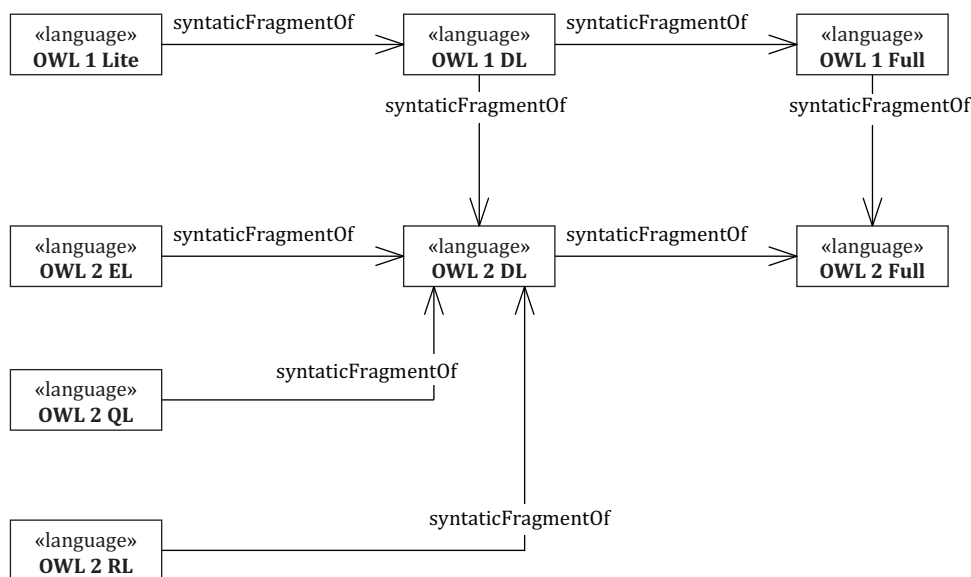 syntaticFragmentOf
syntaticFragmentOf
«language»
OWL 1 Lite
«language»
OWL 1 DL
«language»
OWL 1 Full
syntaticFragmentOf
syntaticFragmentOf
syntaticFragmentOf
syntaticFragmentOf
«language»
OWL 2 EL
«language»
OWL 2 DL
«language»
OWL 2 Full
syntaticFragmentOf
«language»
OWL 2 QL
syntaticFragmentOf
«language»
OWL 2 RL